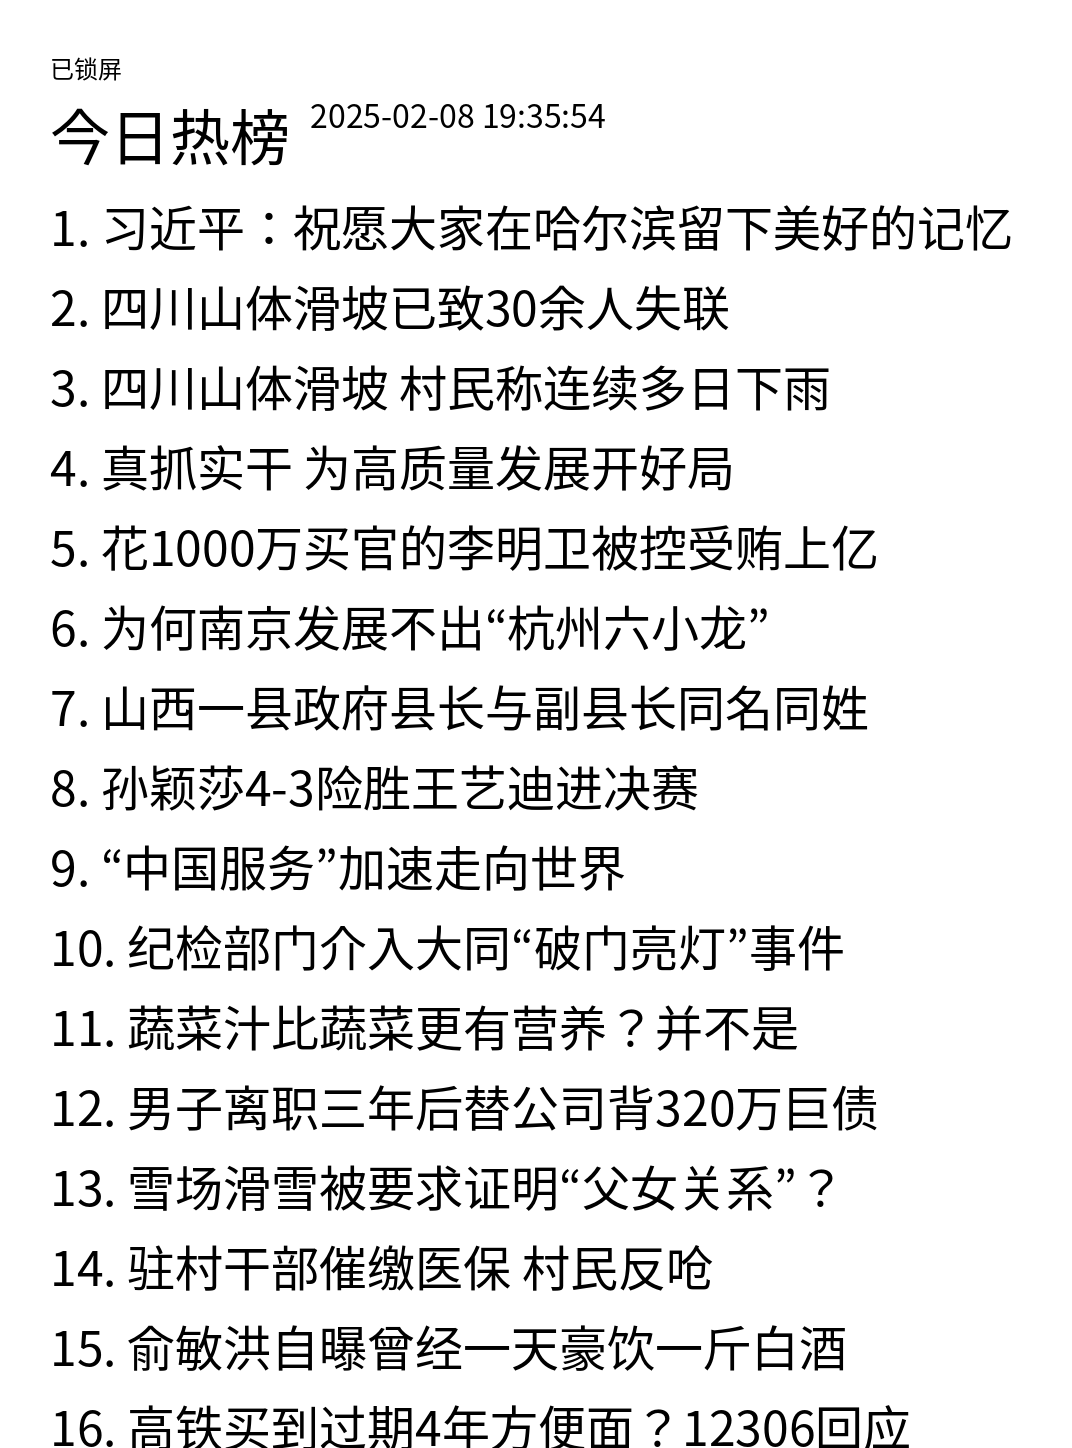 已锁屏
今日热榜 2025-02-08 19:35:54
1. 习近平：祝愿大家在哈尔滨留下美好的记忆
2. 四川山体滑坡已致30余人失联
3. 四川山体滑坡 村民称连续多日下雨
4. 真抓实干 为高质量发展开好局
5. 花1000万买官的李明卫被控受贿上亿
6. 为何南京发展不出“杭州六小龙”
7. 山西一县政府县长与副县长同名同姓
8. 孙颖莎4-3险胜王艺迪进决赛
9. “中国服务”加速走向世界
10. 纪检部门介入大同“破门亮灯”事件
11. 蔬菜汁比蔬菜更有营养？并不是
12. 男子离职三年后替公司背320万巨债
13. 雪场滑雪被要求证明“父女关系”？
14. 驻村干部催缴医保 村民反呛
15. 俞敏洪自曝曾经一天豪饮一斤白酒
16. 高铁买到过期4年方便面？12306回应